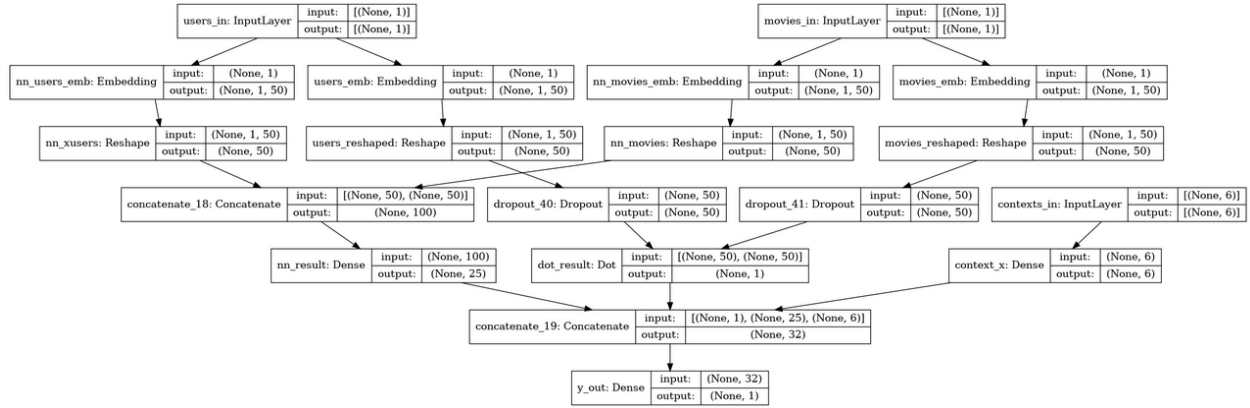 users_in: InputLayer input: [(None, 1)] output: [(None, 1)]
movies_in: InputLayer input: [(None, 1)] output: [(None, 1)]
nn_users_emb: Embedding input: (None, 1) output: (None, 1, 50)
users_emb: Embedding input: (None, 1) output: (None, 1, 50)
nn_movies_emb: Embedding input: (None, 1) output: (None, 1, 50)
movies_emb: Embedding input: (None, 1) output: (None, 1, 50)
nn_xusers: Reshape input: (None, 1, 50) output: (None, 50)
users_reshaped: Reshape input: (None, 1, 50) output: (None, 50)
nn_movies: Reshape input: (None, 1, 50) output: (None, 50)
movies_reshaped: Reshape input: (None, 1, 50) output: (None, 50)
concatenate_18: Concatenate input: [(None, 50), (None, 50)] output: (None, 100)
dropout_40: Dropout input: (None, 50) output: (None, 50)
dropout_41: Dropout input: (None, 50) output: (None, 50)
contexts_in: InputLayer input: [(None, 6)] output: [(None, 6)]
nn_result: Dense input: (None, 100) output: (None, 25)
dot_result: Dot input: [(None, 50), (None, 50)] output: (None, 1)
context_x: Dense input: (None, 6) output: (None, 6)
concatenate_19: Concatenate input: [(None, 1), (None, 25), (None, 6)] output: (None, 32)
y_out: Dense input: (None, 32) output: (None, 1)